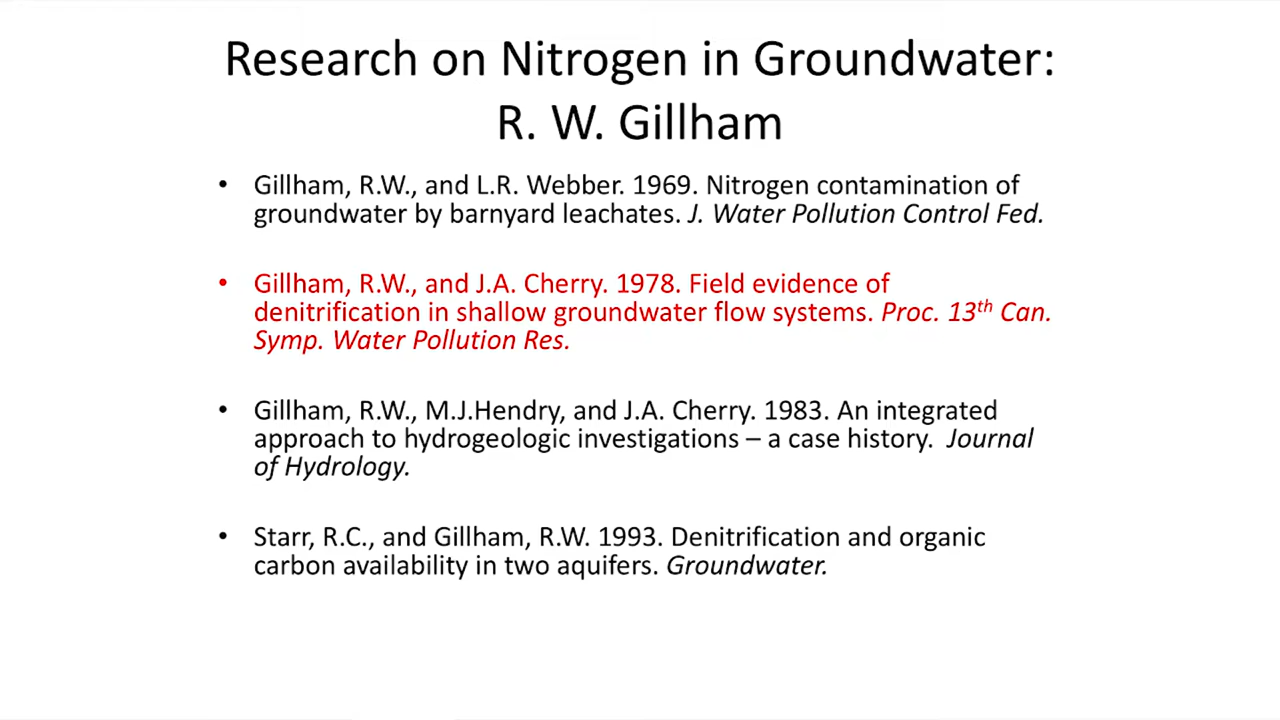 Research on Nitrogen in Groundwater:
R. W. Gillham
• Gillham, R.W., and L.R. Webber. 1969. Nitrogen contamination of
groundwater by barnyard leachates. J. Water Pollution Control Fed.
• Gillham, R.W., and J.A. Cherry. 1978. Field evidence of
denitrification in shallow groundwater flow systems. Proc. 13th Can.
Symp. Water Pollution Res.
• Gillham, R.W., M.J.Hendry, and J.A. Cherry. 1983. An integrated
approach to hydrogeologic investigations – a case history. Journal
of Hydrology.
• Starr, R.C., and Gillham, R.W. 1993. Denitrification and organic
carbon availability in two aquifers. Groundwater.